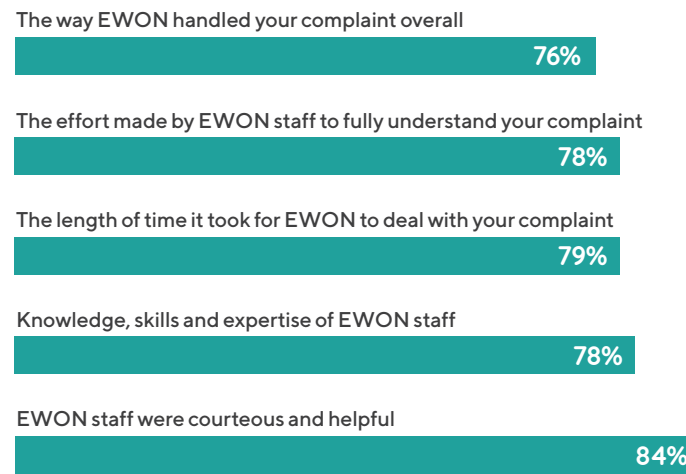 The way EWON handled your complaint overall
76%
The effort made by EWON staff to fully understand your complaint
78%
The length of time it took for EWON to deal with your complaint
79%
Knowledge, skills and expertise of EWON staff
78%
EWON staff were courteous and helpful
84%